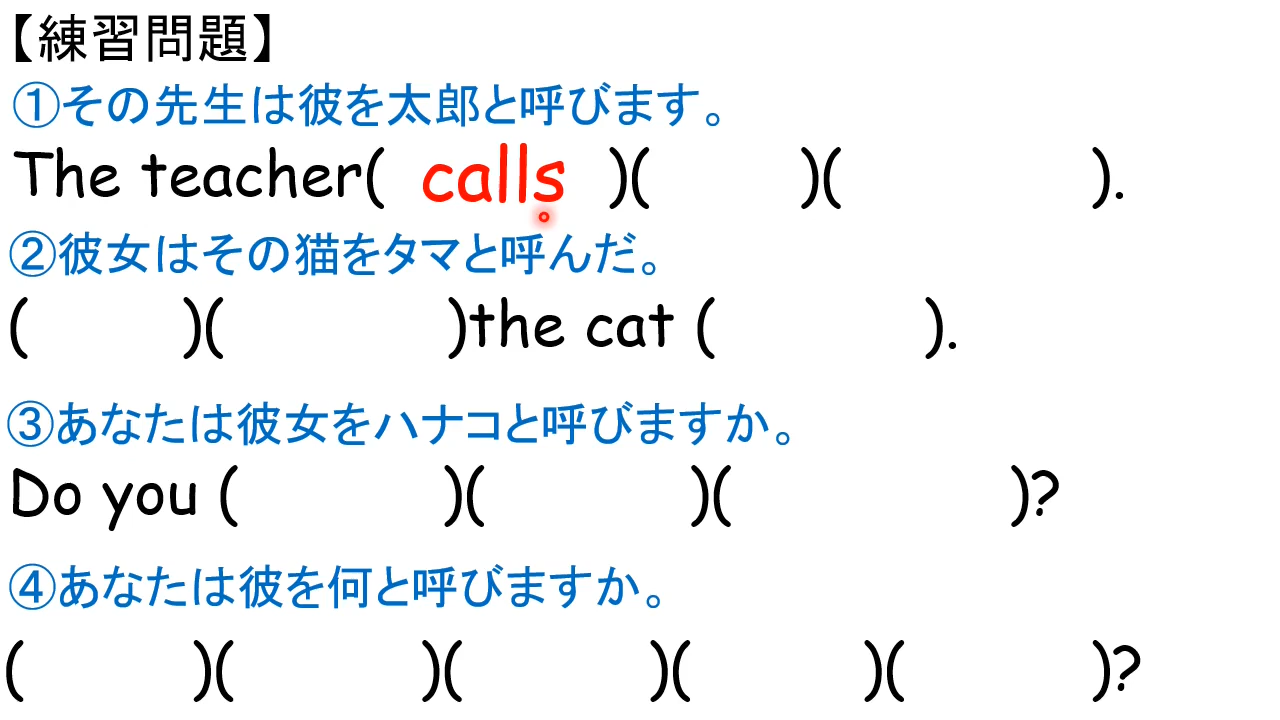 【練習問題】
①その先生は彼を太郎と呼びます。
The teacher( calls )( )( ).
②彼女はその猫をタマと呼んだ。
( )( )the cat ( ).
③あなたは彼女をハナコと呼びますか。
Do you ( )( )( )?
④あなたは彼を何と呼びますか。
( )( )( )( )( )?